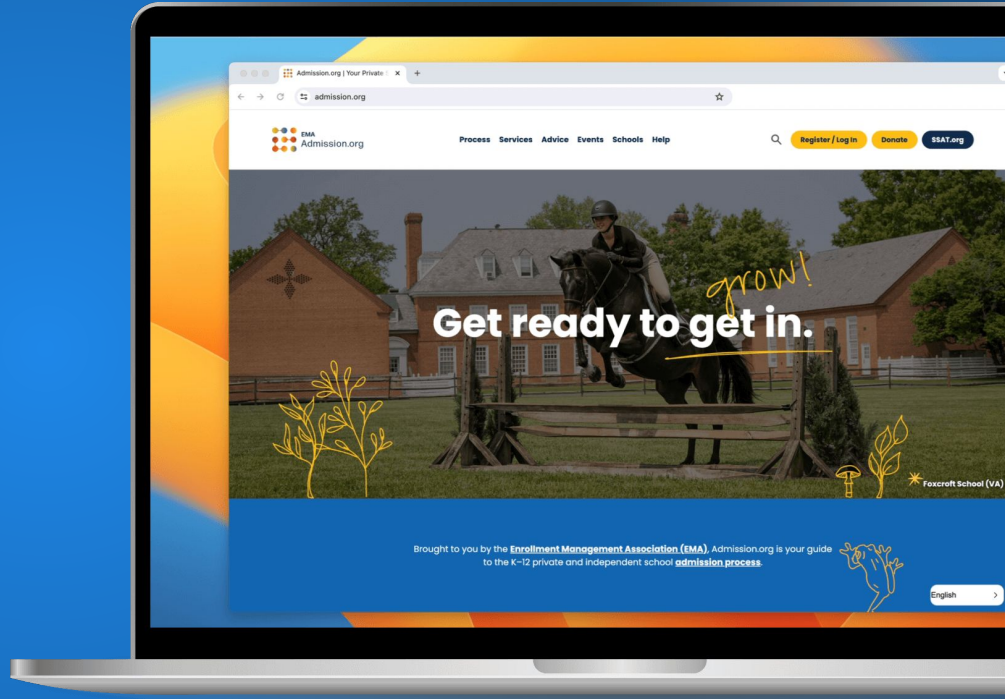 Admission.org | Your Private
admission.org
EMA
Admission.org
Process Services Advice Events Schools Help
Register / Log In
Donate
SSAT.org
grow!
Get ready to get in.
Foxcroft School (VA)
Brought to you by the Enrollment Management Association (EMA), Admission.org is your guide
to the K–12 private and independent school admission process.
English